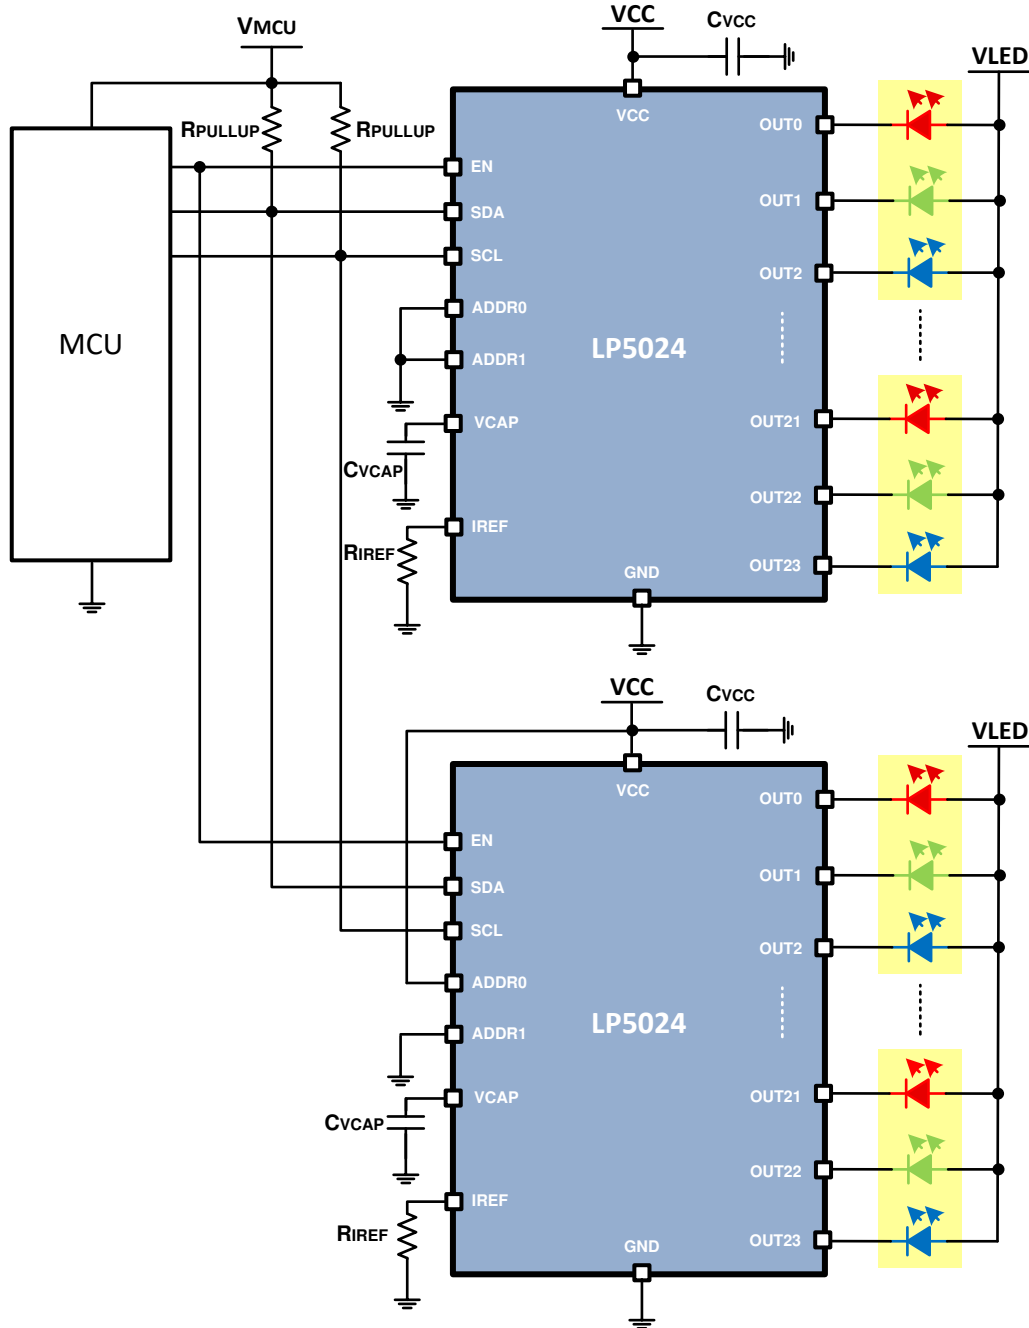 VMCU
VCC
CVCC
VLED
RPULLUP
RPULLUP
VCC
OUT0
EN
OUT1
SDA
SCL
OUT2
ADDR0
MCU
LP5024
ADDR1
VCAP
OUT21
CVCAP
OUT22
IREF
RIREF
OUT23
GND
VCC
CVCC
VLED
VCC
OUT0
EN
OUT1
SDA
SCL
OUT2
ADDR0
LP5024
ADDR1
VCAP
OUT21
CVCAP
OUT22
IREF
RIREF
OUT23
GND